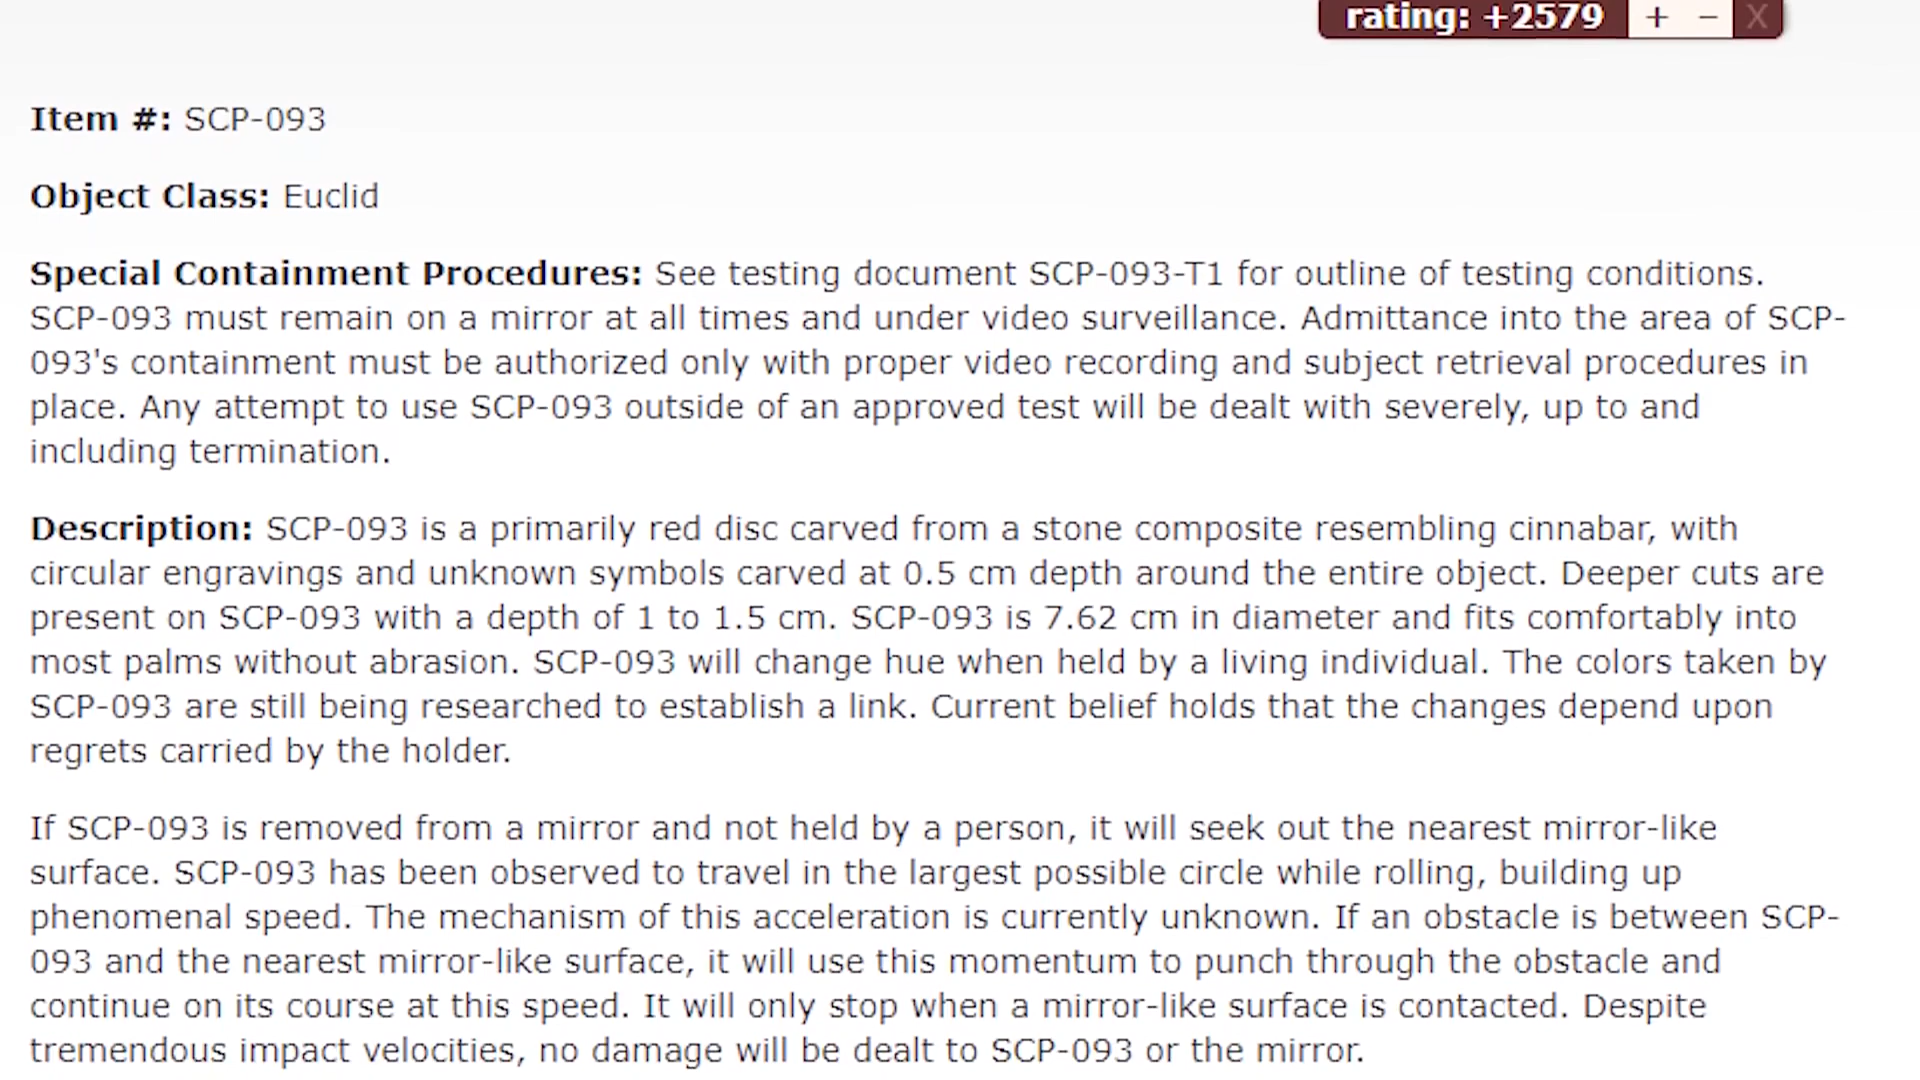 rating: +2579 + − X
Item #: SCP-093
Object Class: Euclid
Special Containment Procedures: See testing document SCP-093-T1 for outline of testing conditions.
SCP-093 must remain on a mirror at all times and under video surveillance. Admittance into the area of SCP-
093's containment must be authorized only with proper video recording and subject retrieval procedures in
place. Any attempt to use SCP-093 outside of an approved test will be dealt with severely, up to and
including termination.
Description: SCP-093 is a primarily red disc carved from a stone composite resembling cinnabar, with
circular engravings and unknown symbols carved at 0.5 cm depth around the entire object. Deeper cuts are
present on SCP-093 with a depth of 1 to 1.5 cm. SCP-093 is 7.62 cm in diameter and fits comfortably into
most palms without abrasion. SCP-093 will change hue when held by a living individual. The colors taken by
SCP-093 are still being researched to establish a link. Current belief holds that the changes depend upon
regrets carried by the holder.
If SCP-093 is removed from a mirror and not held by a person, it will seek out the nearest mirror-like
surface. SCP-093 has been observed to travel in the largest possible circle while rolling, building up
phenomenal speed. The mechanism of this acceleration is currently unknown. If an obstacle is between SCP-
093 and the nearest mirror-like surface, it will use this momentum to punch through the obstacle and
continue on its course at this speed. It will only stop when a mirror-like surface is contacted. Despite
tremendous impact velocities, no damage will be dealt to SCP-093 or the mirror.